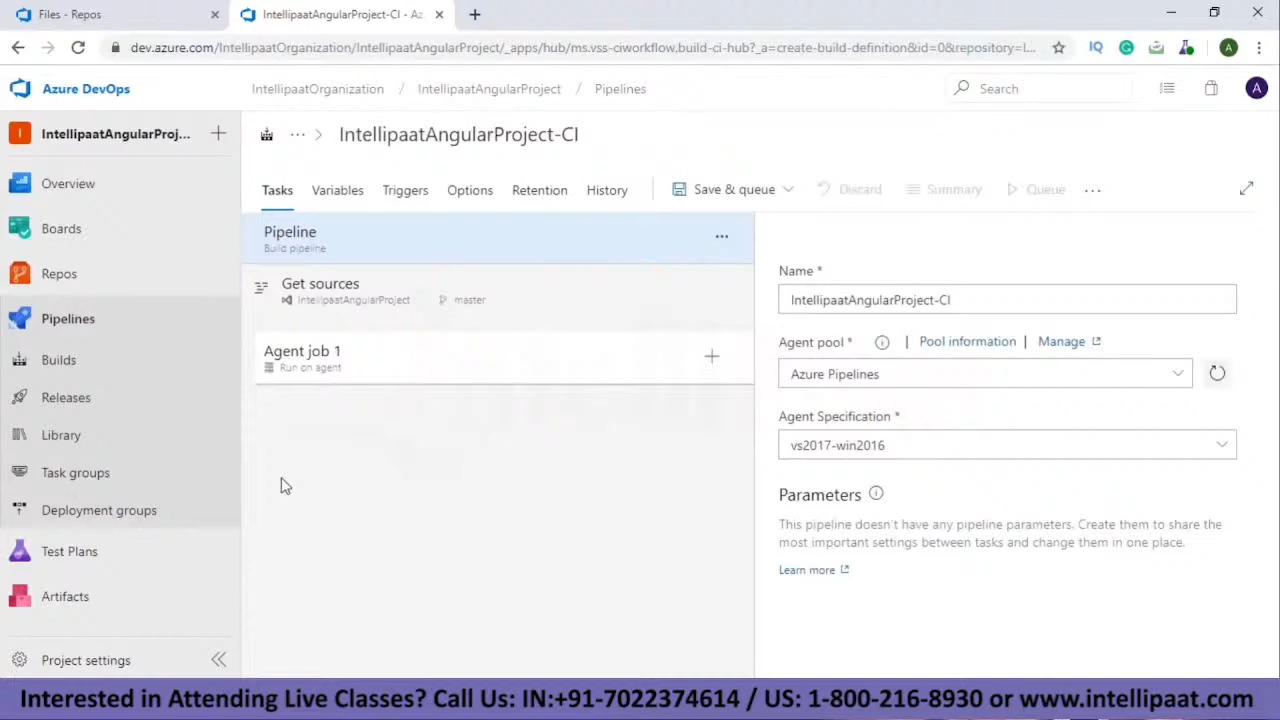 Files - Repos
IntellipaatAngularProject-CI - Az
dev.azure.com/IntellipaatOrganization/IntellipaatAngularProject/_apps/hub/ms.vss-ciworkflow.build-ci-hub?_a=create-build-definition&id=0&repository=I...
IQ
A
Azure DevOps
IntellipaatOrganization / IntellipaatAngularProject / Pipelines
Search
A
I
IntellipaatAngularProj...
Overview
Boards
Repos
Pipelines
Builds
Releases
Library
Task groups
Deployment groups
Test Plans
Artifacts
Project settings
... > IntellipaatAngularProject-CI
Tasks Variables Triggers Options Retention History Save & queue Discard Summary Queue ...
Pipeline
Build pipeline
...
Get sources
IntellipaatAngularProject master
Agent job 1
Run on agent
Name *
IntellipaatAngularProject-CI
Agent pool * | Pool information | Manage
Azure Pipelines
Agent Specification *
vs2017-win2016
Parameters
This pipeline doesn't have any pipeline parameters. Create them to share the
most important settings between tasks and change them in one place.
Learn more
Interested in Attending Live Classes? Call Us: IN:+91-7022374614 / US: 1-800-216-8930 or www.intellipaat.com